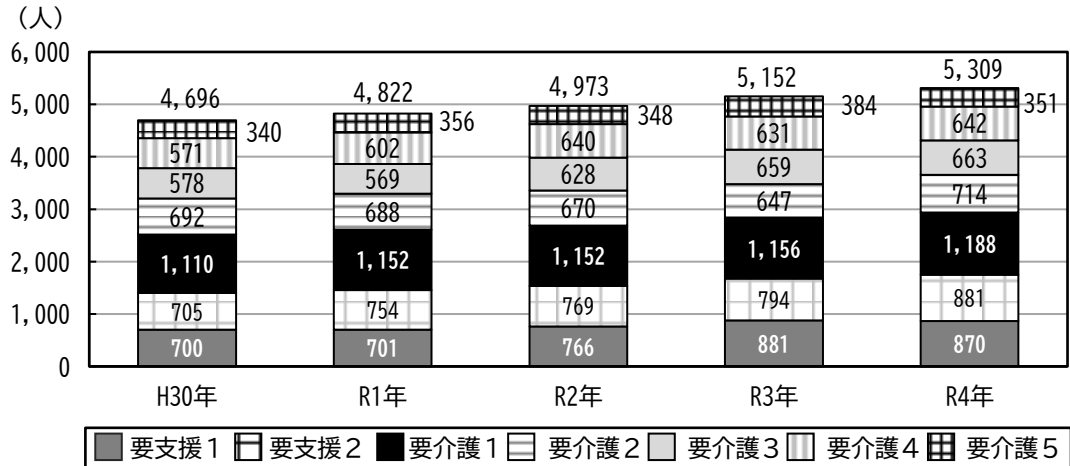 （人）
6,000
5,000
4,000
3,000
2,000
1,000
0
4,696 4,822 4,973 5,152 5,309
340 356 348 384 351
571 602 640 631 642
578 569 628 659 663
692 688 670 647 714
1,110 1,152 1,152 1,156 1,188
705 754 769 794 881
700 701 766 881 870
H30年 R1年 R2年 R3年 R4年
要支援１ 要支援２ 要介護１ 要介護２ 要介護３ 要介護４ 要介護５